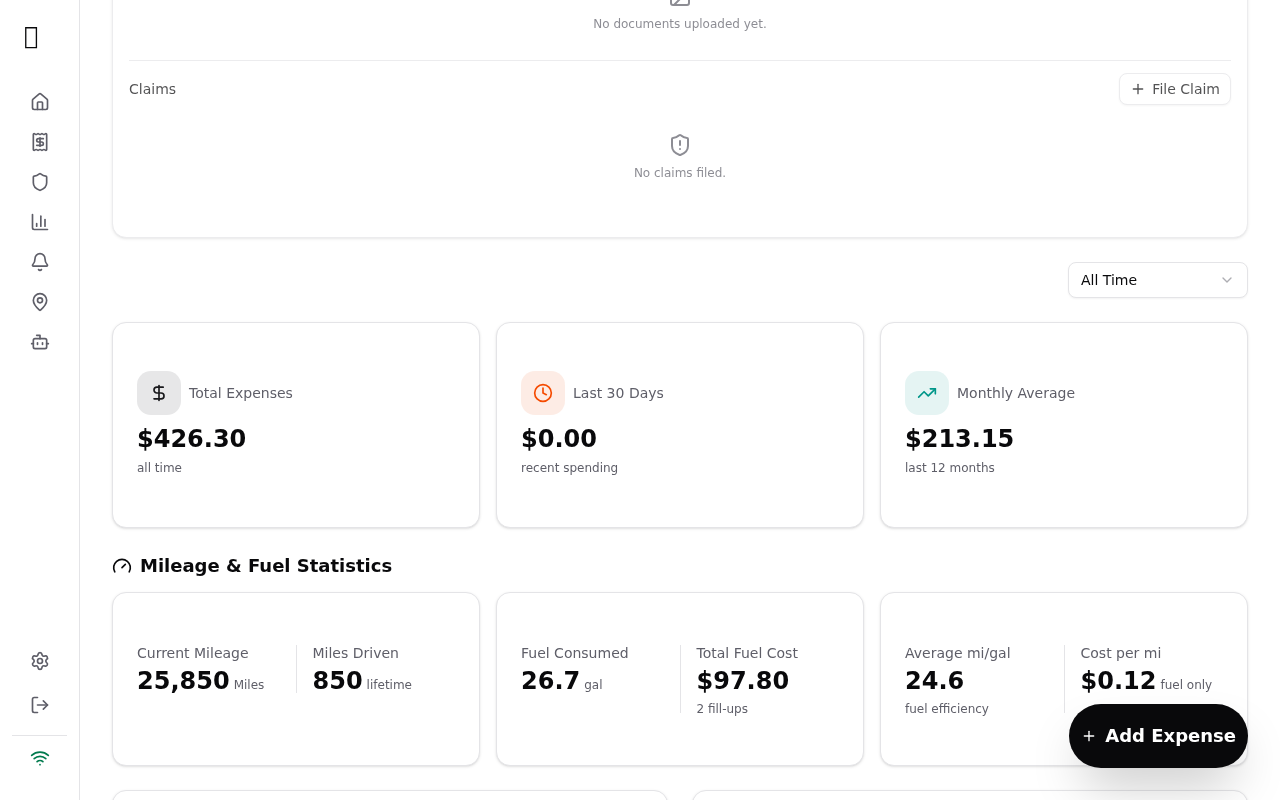 No documents uploaded yet.
Claims
File Claim
No claims filed.
All Time
Total Expenses
$426.30
all time
Last 30 Days
$0.00
recent spending
Monthly Average
$213.15
last 12 months
Mileage & Fuel Statistics
Current Mileage
25,850 Miles
Miles Driven
850 lifetime
Fuel Consumed
26.7 gal
Total Fuel Cost
$97.80
2 fill-ups
Average mi/gal
24.6
fuel efficiency
Cost per mi
$0.12 fuel only
Add Expense